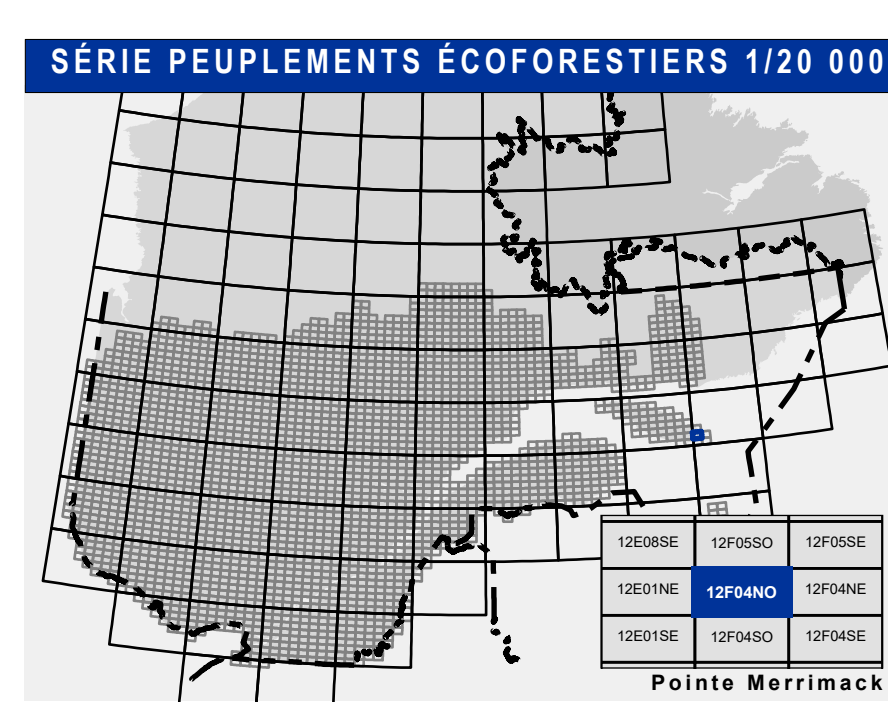 SÉRIE PEUPLEMENTS ÉCOFORESTIERS 1/20 000
12E08SE 12F05SO 12F05SE
12E01NE 12F04NO 12F04NE
12E01SE 12F04SO 12F04SE
Pointe Merrimack